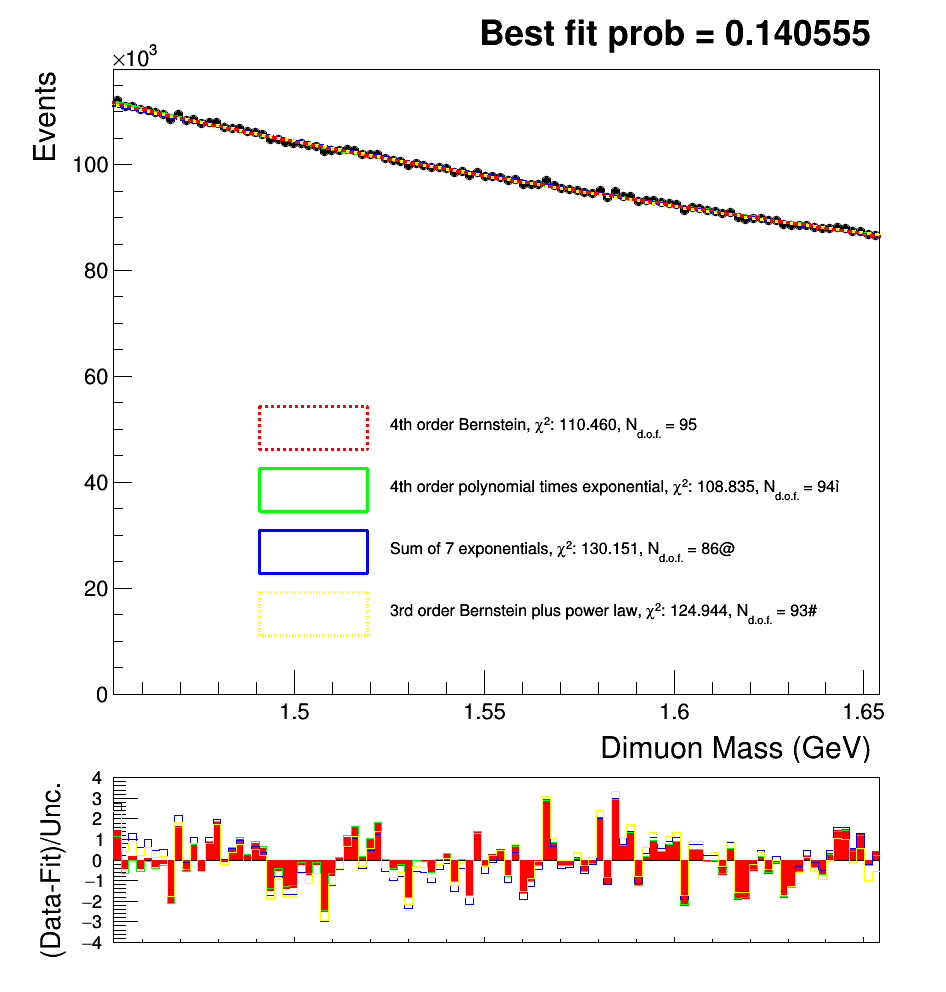 Best fit prob = 0.140555
×10³
Events
100
80
60
40
20
0
4th order Bernstein, χ²: 110.460, N_d.o.f. = 95
4th order polynomial times exponential, χ²: 108.835, N_d.o.f. = 94ì
Sum of 7 exponentials, χ²: 130.151, N_d.o.f. = 86@
3rd order Bernstein plus power law, χ²: 124.944, N_d.o.f. = 93#
1.5 1.55 1.6 1.65
Dimuon Mass (GeV)
(Data-Fit)/Unc.
4
3
2
1
0
−1
−2
−3
−4